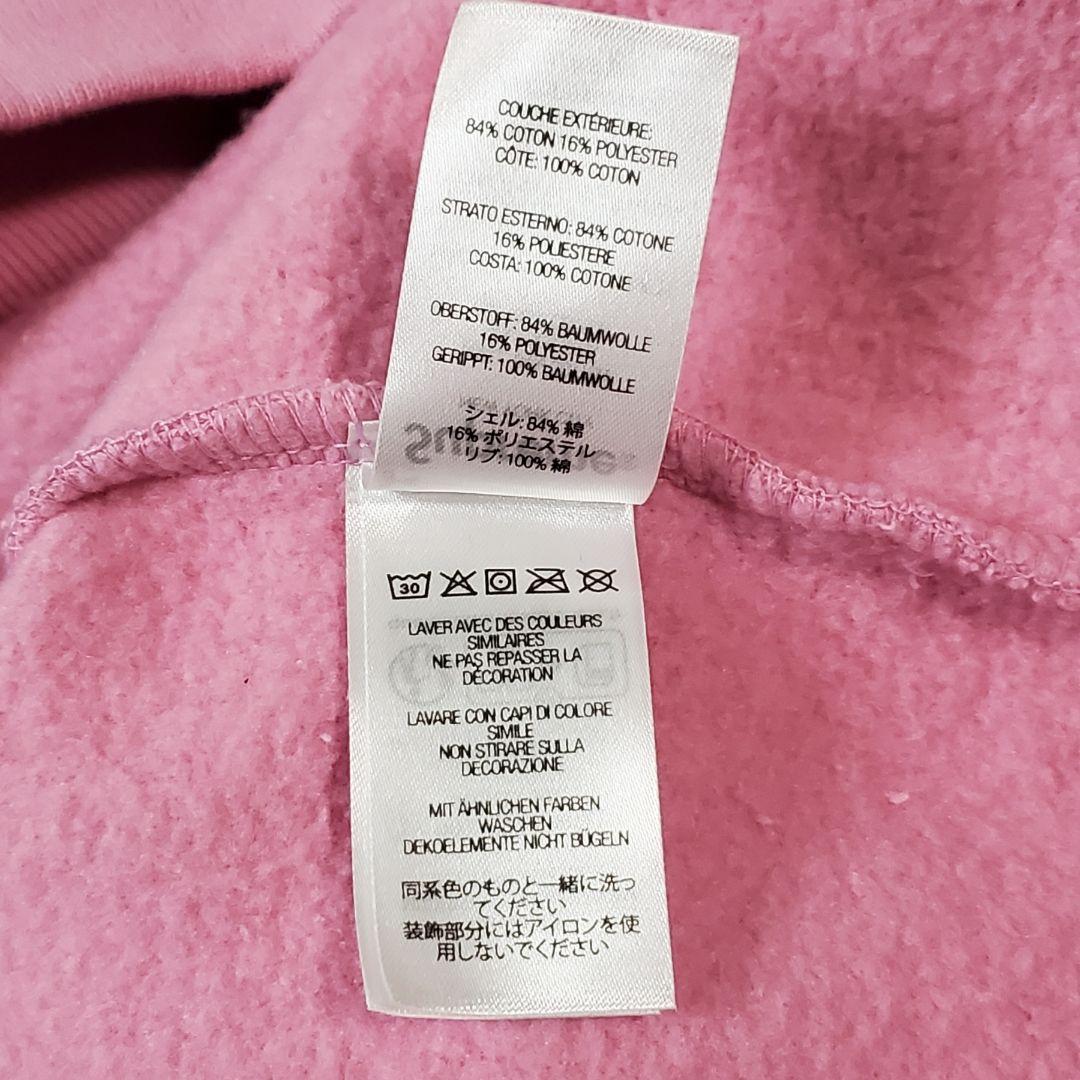 COUCHE EXTÉRIEURE:
84% COTON 16% POLYESTER
CÔTE: 100% COTON
STRATO ESTERNO: 84% COTONE
16% POLIESTERE
COSTA: 100% COTONE
OBERSTOFF: 84% BAUMWOLLE
16% POLYESTER
GERIPPT: 100% BAUMWOLLE
シェル: 84% 綿
16% ポリエステル
リブ: 100% 綿
30
LAVER AVEC DES COULEURS
SIMILAIRES
NE PAS REPASSER LA
DÉCORATION
LAVARE CON CAPI DI COLORE
SIMILE
NON STIRARE SULLA
DECORAZIONE
MIT ÄHNLICHEN FARBEN
WASCHEN
DEKOELEMENTE NICHT BÜGELN
同系色のものと一緒に洗っ
てください
装飾部分にはアイロンを使
用しないでください